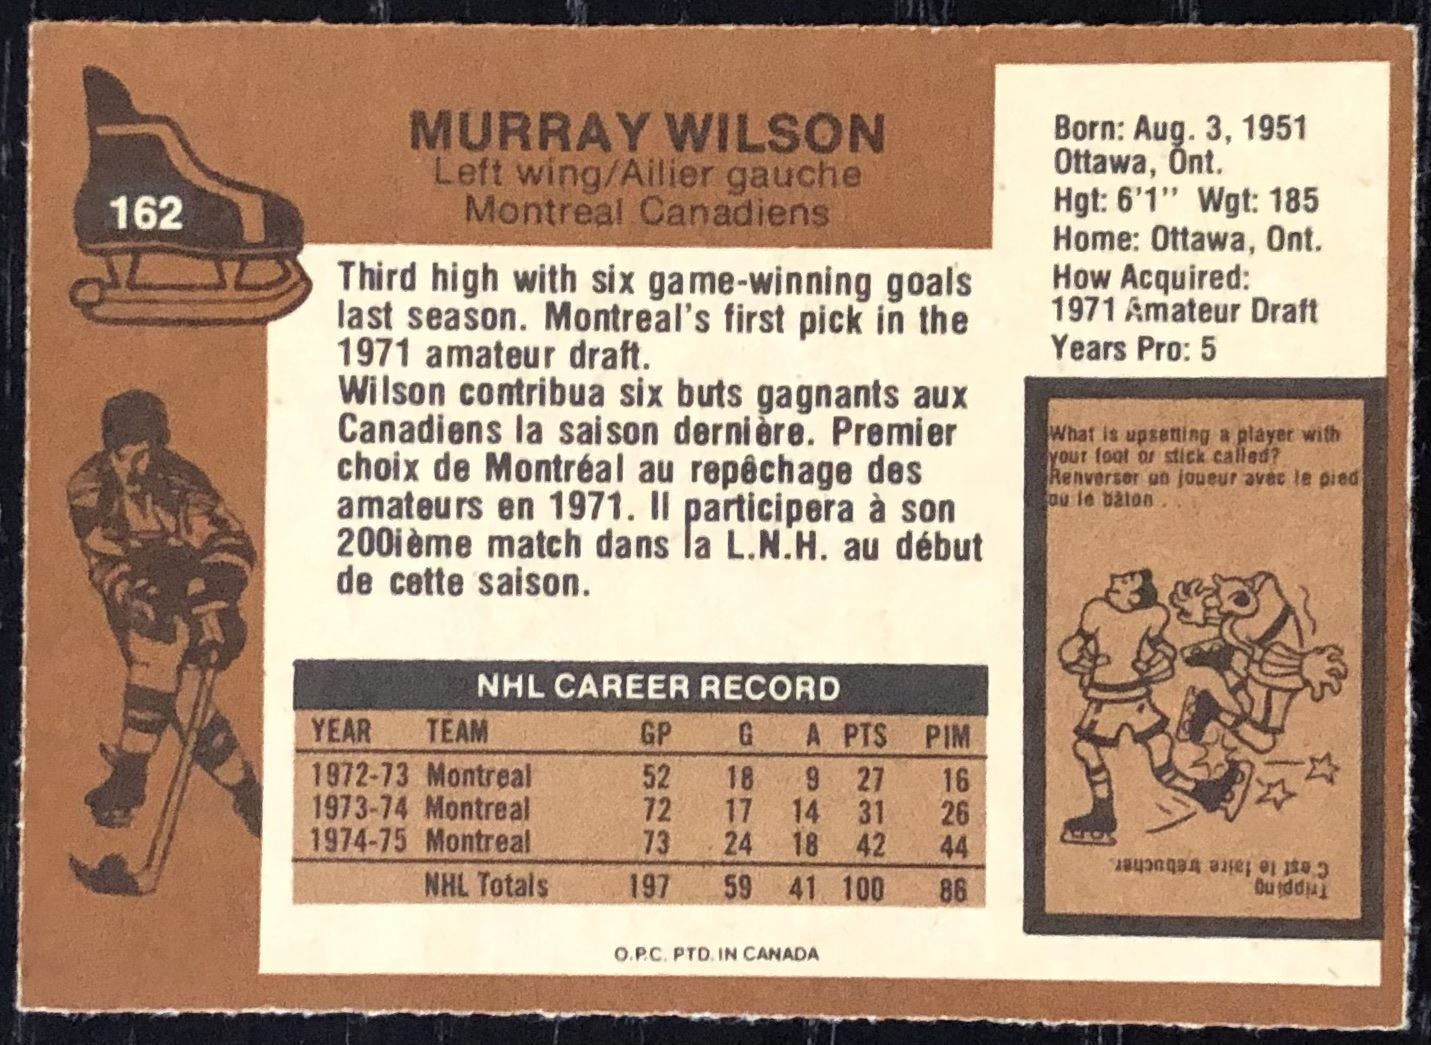 162
MURRAY WILSON
Left wing/Ailier gauche
Montreal Canadiens
Born: Aug. 3, 1951
Ottawa, Ont.
Hgt: 6'1" Wgt: 185
Home: Ottawa, Ont.
How Acquired:
1971 Amateur Draft
Years Pro: 5
Third high with six game-winning goals
last season. Montreal's first pick in the
1971 amateur draft.
Wilson contribua six buts gagnants aux
Canadiens la saison dernière. Premier
choix de Montréal au repêchage des
amateurs en 1971. Il participera à son
200ième match dans la L.N.H. au début
de cette saison.
What is upsetting a player with
your foot or stick called?
Renverser un joueur avec le pied
ou le bâton . .
Tripping
C'est le faire trébucher.
NHL CAREER RECORD
YEAR TEAM GP G A PTS PIM
1972-73 Montreal 52 18 9 27 16
1973-74 Montreal 72 17 14 31 26
1974-75 Montreal 73 24 18 42 44
NHL Totals 197 59 41 100 86
O.P.C. PTD. IN CANADA